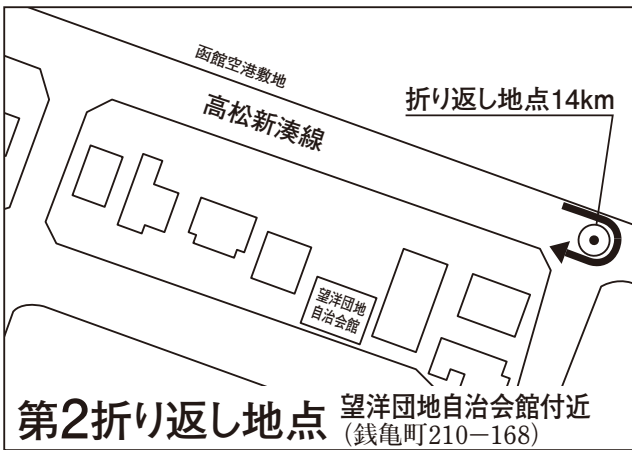 函館空港敷地
高松新湊線
折り返し地点14km
望洋団地
自治会館
第2折り返し地点
望洋団地自治会館付近
(銭亀町210−168)